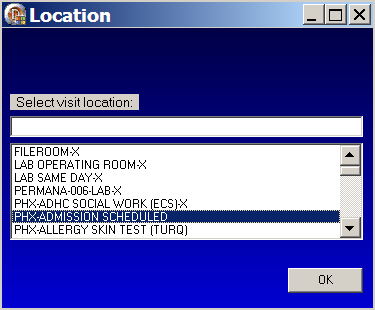 Location
Select visit location:
FILEROOM-X
LAB OPERATING ROOM-X
LAB SAME DAY-X
PERMANA-006-LAB-X
PHX-ADHC SOCIAL WORK (ECS)-X
PHX-ADMISSION SCHEDULED
PHX-ALLERGY SKIN TEST (TURQ)
OK